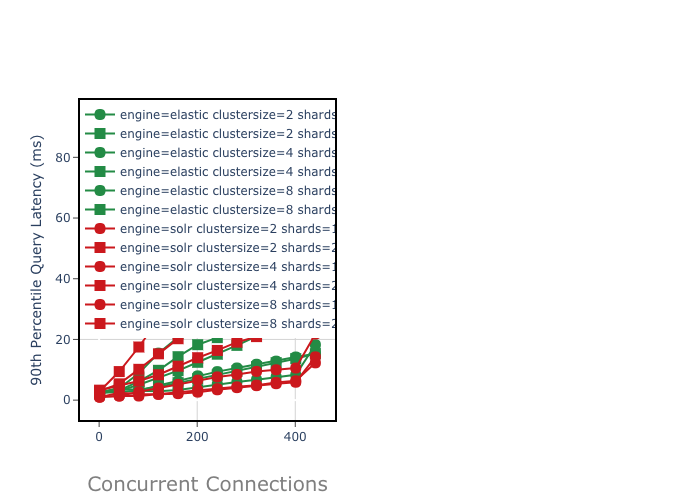 engine=elastic clustersize=2 shards
engine=elastic clustersize=2 shards
engine=elastic clustersize=4 shards
engine=elastic clustersize=4 shards
engine=elastic clustersize=8 shards
engine=elastic clustersize=8 shards
engine=solr clustersize=2 shards=1
engine=solr clustersize=2 shards=2
engine=solr clustersize=4 shards=1
engine=solr clustersize=4 shards=2
engine=solr clustersize=8 shards=1
engine=solr clustersize=8 shards=2
90th Percentile Query Latency (ms)
80
60
40
20
0
0 200 400
Concurrent Connections